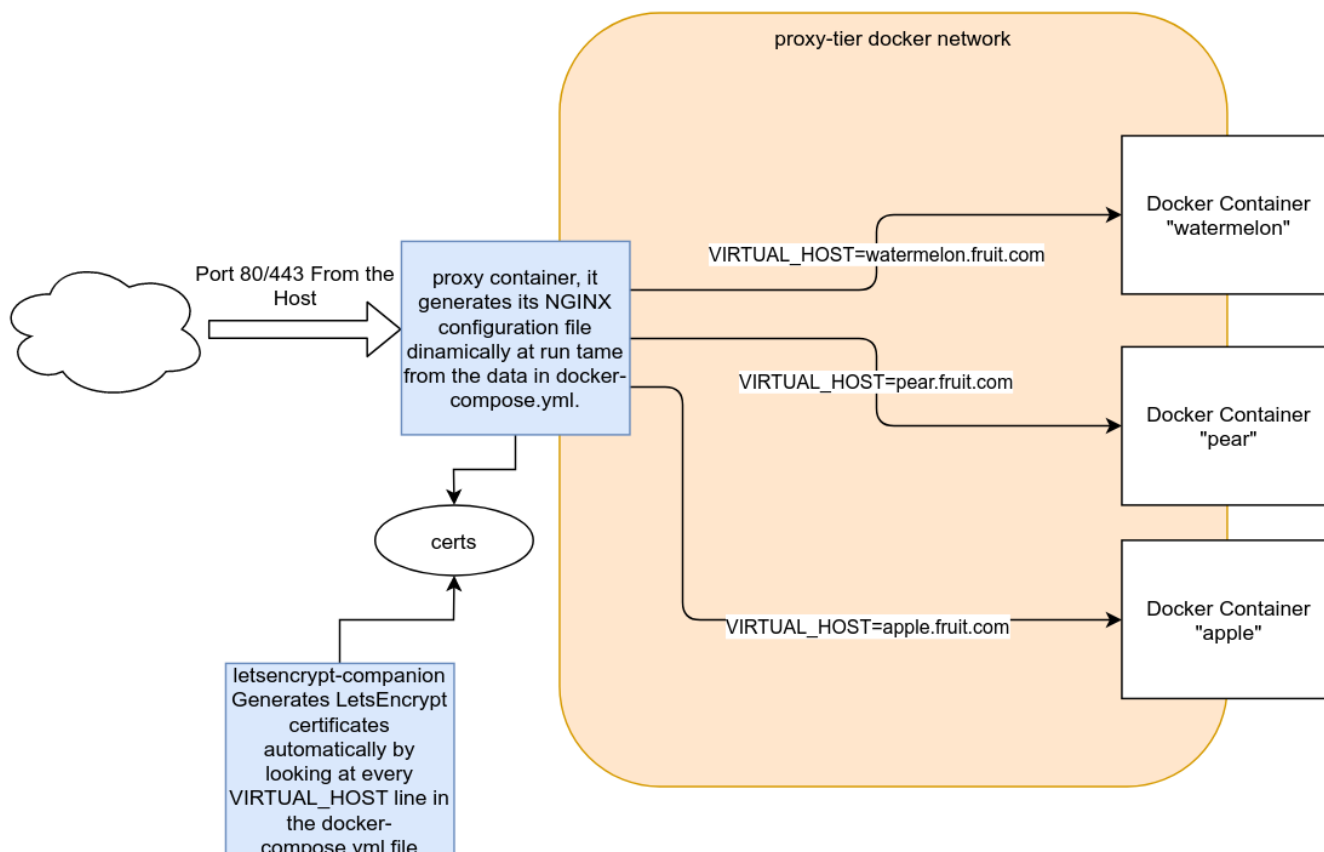 proxy-tier docker network
Docker Container
"watermelon"
VIRTUAL_HOST=watermelon.fruit.com
Port 80/443 From the
Host
proxy container, it
generates its NGINX
configuration file
dinamically at run tame
from the data in docker-
compose.yml.
VIRTUAL_HOST=pear.fruit.com
Docker Container
"pear"
certs
VIRTUAL_HOST=apple.fruit.com
Docker Container
"apple"
letsencrypt-companion
Generates LetsEncrypt
certificates
automatically by
looking at every
VIRTUAL_HOST line in
the docker-
compose.yml file